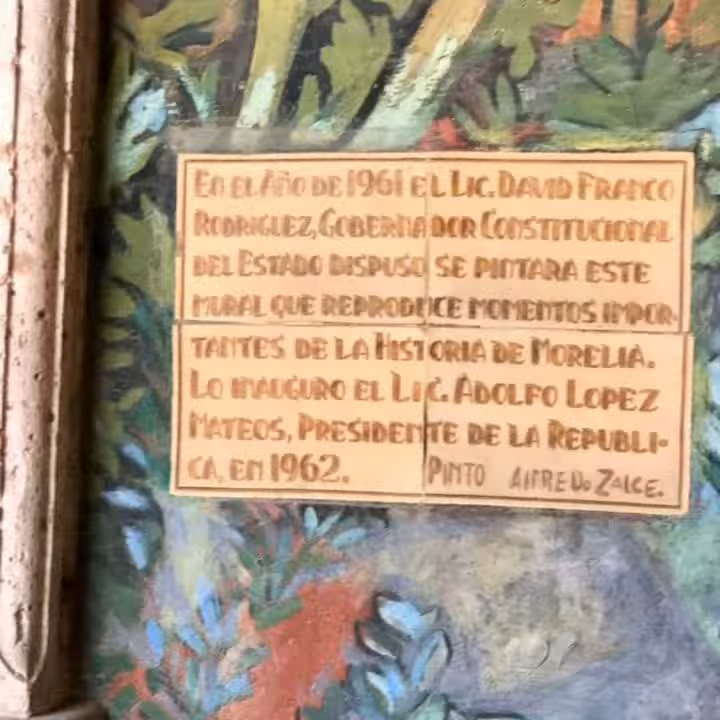 EN EL AÑO DE 1961 EL LIC. DAVID FRANCO
RODRIGUEZ, GOBERNADOR CONSTITUCIONAL
DEL ESTADO DISPUSO SE PINTARA ESTE
MURAL QUE REPRODUCE MOMENTOS IMPOR-
TANTES DE LA HISTORIA DE MORELIA.
LO INAUGURO EL LIC. ADOLFO LOPEZ
MATEOS, PRESIDENTE DE LA REPUBLI-
CA, EN 1962. PINTO ALFREDO ZALCE.